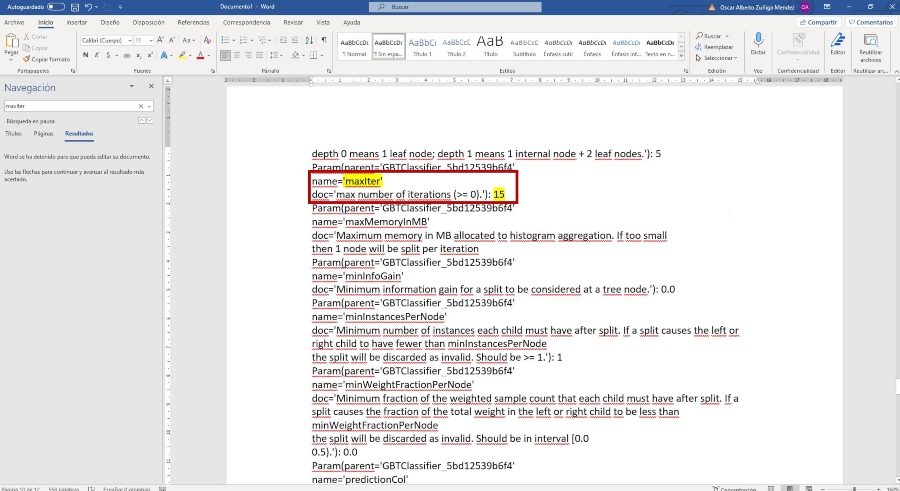 Autoguardado
Documento1 - Word
Buscar
Oscar Alberto Zuñiga Mendez
OA
Archivo Inicio Insertar Diseño Disposición Referencias Correspondencia Revisar Vista Ayuda
Compartir Comentarios
Pegar
Cortar
Copiar
Copiar formato
Portapapeles
Calibri (Cuerpo) 11
N K S
Fuente
Párrafo
AaBbCcDc AaBbCcDc AaBbC AaBbCcC AaB AaBbCcC AaBbCcDc AaBbCcDc AaBbCcDc AaBbCcDc
¶ Normal ¶ Sin espa... Título 1 Título 2 Título Subtítulo Énfasis sutil Énfasis Énfasis int... Texto en n...
Estilos
Buscar
Reemplazar
Seleccionar
Edición
Dictar
Voz
Confidencialidad
Confidencialidad
Editor
Editor
Reutilizar
archivos
Reutilizar ar...
Navegación
maxIter
Búsqueda en pausa
Títulos Páginas Resultados
Word se ha detenido para que pueda editar su documento.
Use las flechas para continuar y avanzar al resultado más
acertado.
depth 0 means 1 leaf node; depth 1 means 1 internal node + 2 leaf nodes.'): 5
Param(parent='GBTClassifier_5bd12539b6f4'
name='maxIter'
doc='max number of iterations (>= 0).'): 15
Param(parent='GBTClassifier_5bd12539b6f4'
name='maxMemoryInMB'
doc='Maximum memory in MB allocated to histogram aggregation. If too small
then 1 node will be split per iteration
Param(parent='GBTClassifier_5bd12539b6f4'
name='minInfoGain'
doc='Minimum information gain for a split to be considered at a tree node.'): 0.0
Param(parent='GBTClassifier_5bd12539b6f4'
name='minInstancesPerNode'
doc='Minimum number of instances each child must have after split. If a split causes the left or
right child to have fewer than minInstancesPerNode
the split will be discarded as invalid. Should be >= 1.'): 1
Param(parent='GBTClassifier_5bd12539b6f4'
name='minWeightFractionPerNode'
doc='Minimum fraction of the weighted sample count that each child must have after split. If a
split causes the fraction of the total weight in the left or right child to be less than
minWeightFractionPerNode
the split will be discarded as invalid. Should be in interval [0.0
0.5).'): 0.0
Param(parent='GBTClassifier_5bd12539b6f4'
name='predictionCol'
Página 10 de 12 558 palabras Español (Colombia)
Concentración
160%